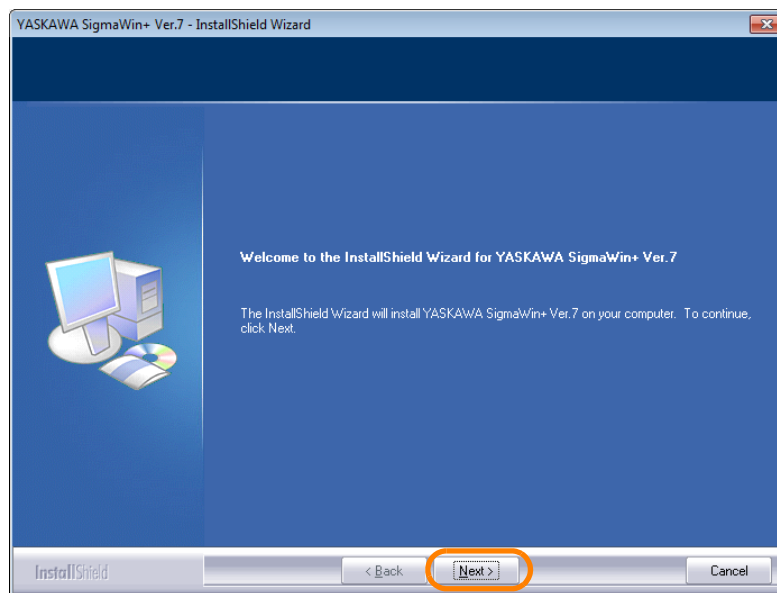 YASKAWA SigmaWin+ Ver.7 - InstallShield Wizard
Welcome to the InstallShield Wizard for YASKAWA SigmaWin+ Ver.7
The InstallShield Wizard will install YASKAWA SigmaWin+ Ver.7 on your computer. To continue,
click Next.
InstallShield
< Back
Next >
Cancel